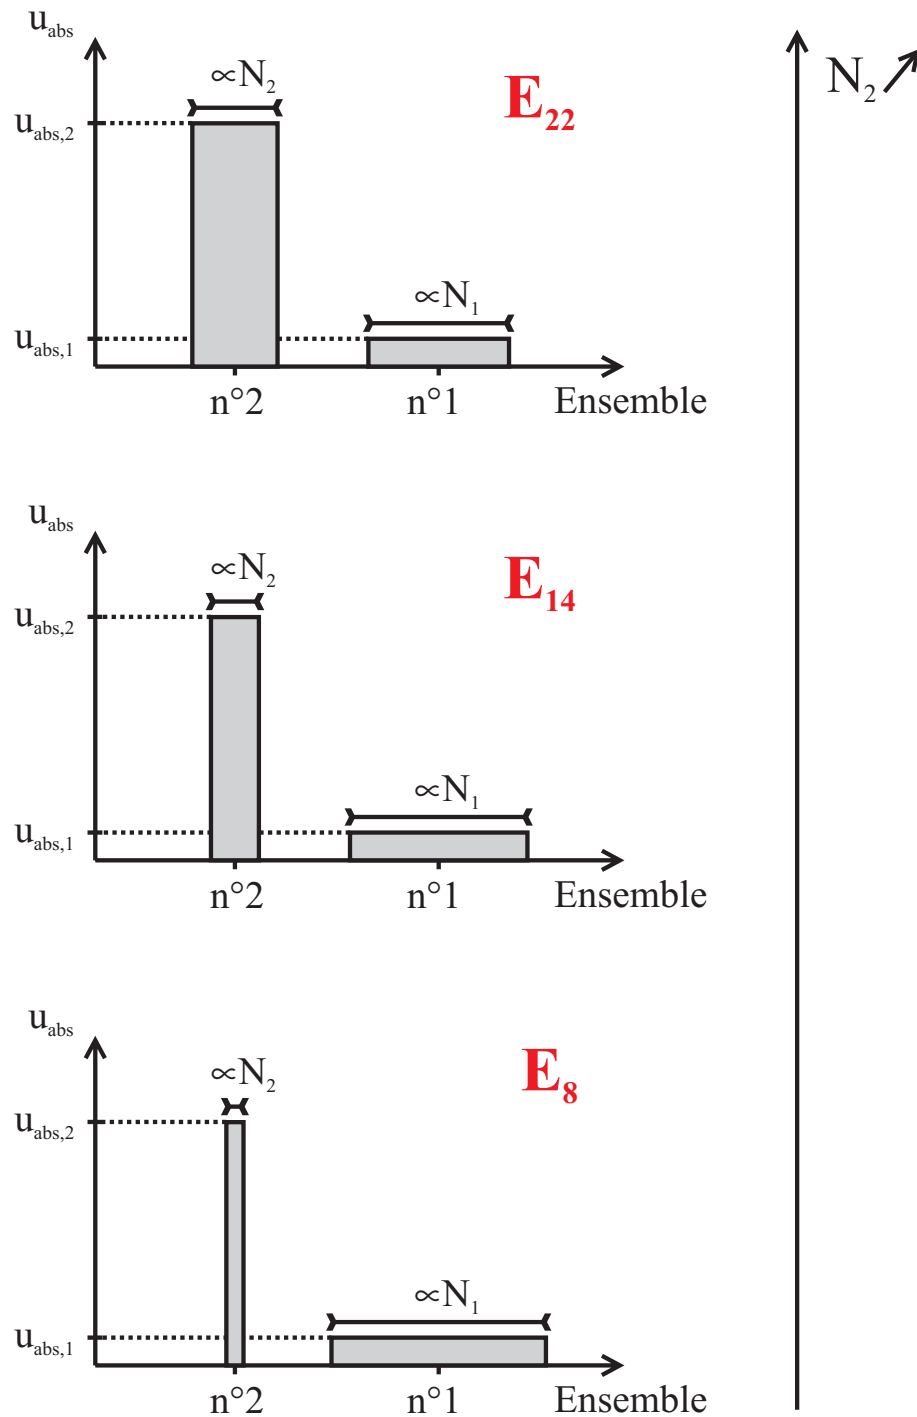 u_abs
∝N_2
E_22
N_2
u_abs,2
∝N_1
u_abs,1
n°2 n°1 Ensemble
u_abs
∝N_2
E_14
u_abs,2
∝N_1
u_abs,1
n°2 n°1 Ensemble
u_abs
∝N_2
E_8
u_abs,2
∝N_1
u_abs,1
n°2 n°1 Ensemble